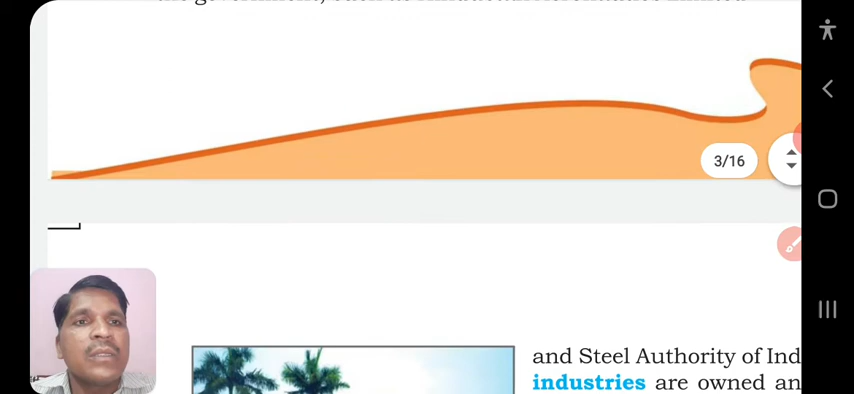 3/16
and Steel Authority of Ind
industries are owned an